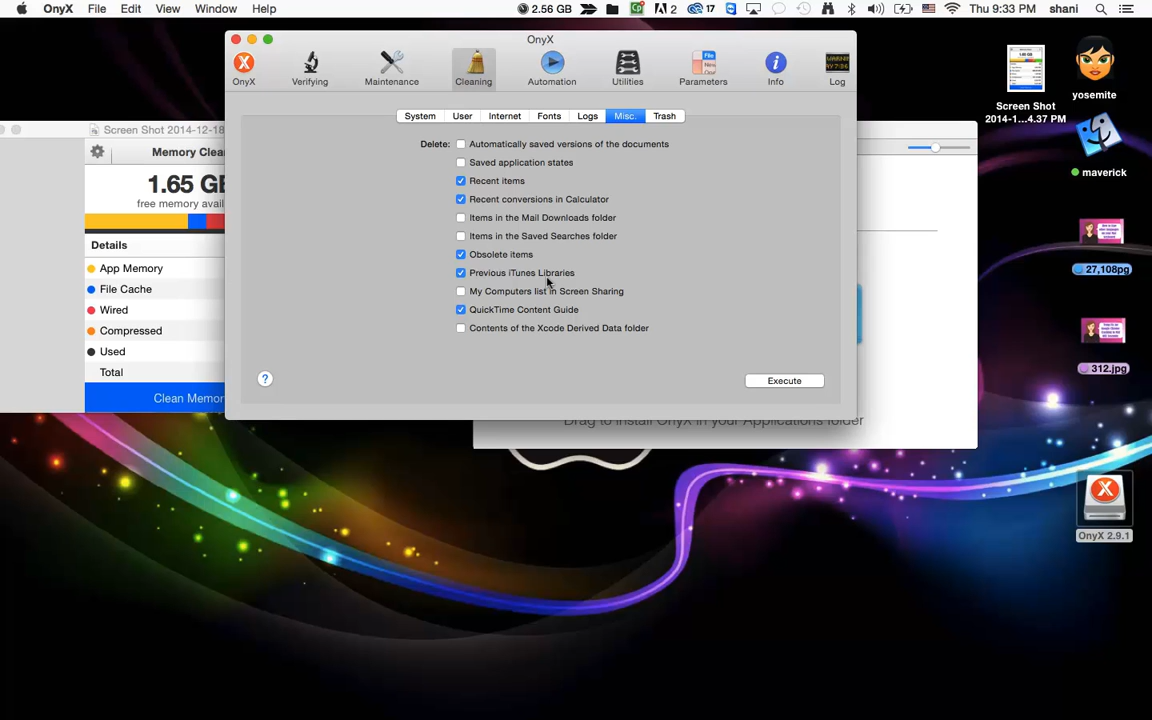 OnyX File Edit View Window Help 2.56 GB 2 17 Thu 9:33 PM shani
OnyX
OnyX Verifying Maintenance Cleaning Automation Utilities Parameters Info Log
System User Internet Fonts Logs Misc. Trash
Delete: Automatically saved versions of the documents
Saved application states
Recent items
Recent conversions in Calculator
Items in the Mail Downloads folder
Items in the Saved Searches folder
Obsolete items
Previous iTunes Libraries
My Computers list in Screen Sharing
QuickTime Content Guide
Contents of the Xcode Derived Data folder
?
Execute
Screen Shot 2014-12-18
Memory Clea
1.65 GB
free memory avail
Details
App Memory
File Cache
Wired
Compressed
Used
Total
Clean Memor
Drag to install OnyX in your Applications folder
Screen Shot
2014-1...4.37 PM
yosemite
maverick
27,108pg
312.jpg
OnyX 2.9.1